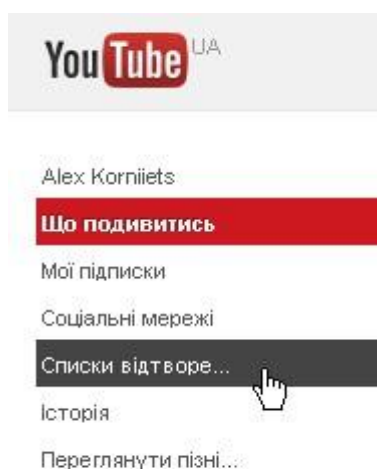 YouTube UA
Alex Korniiets
Що подивитись
Мої підписки
Соціальні мережі
Списки відтворе...
Історія
Переглянути пізні...